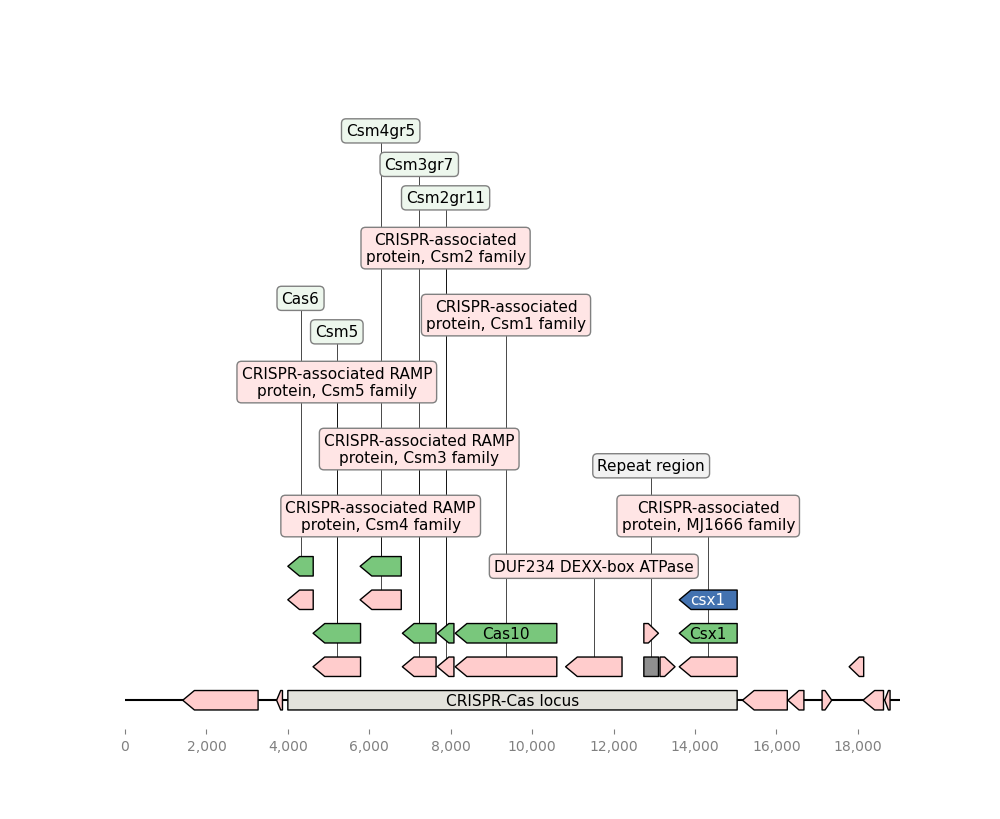 Csm4gr5
Csm3gr7
Csm2gr11
CRISPR-associated
protein, Csm2 family
Cas6
CRISPR-associated
protein, Csm1 family
Csm5
CRISPR-associated RAMP
protein, Csm5 family
CRISPR-associated RAMP
protein, Csm3 family
Repeat region
CRISPR-associated RAMP
protein, Csm4 family
CRISPR-associated
protein, MJ1666 family
DUF234 DEXX-box ATPase
csx1
Cas10
Csx1
CRISPR-Cas locus
0 2,000 4,000 6,000 8,000 10,000 12,000 14,000 16,000 18,000